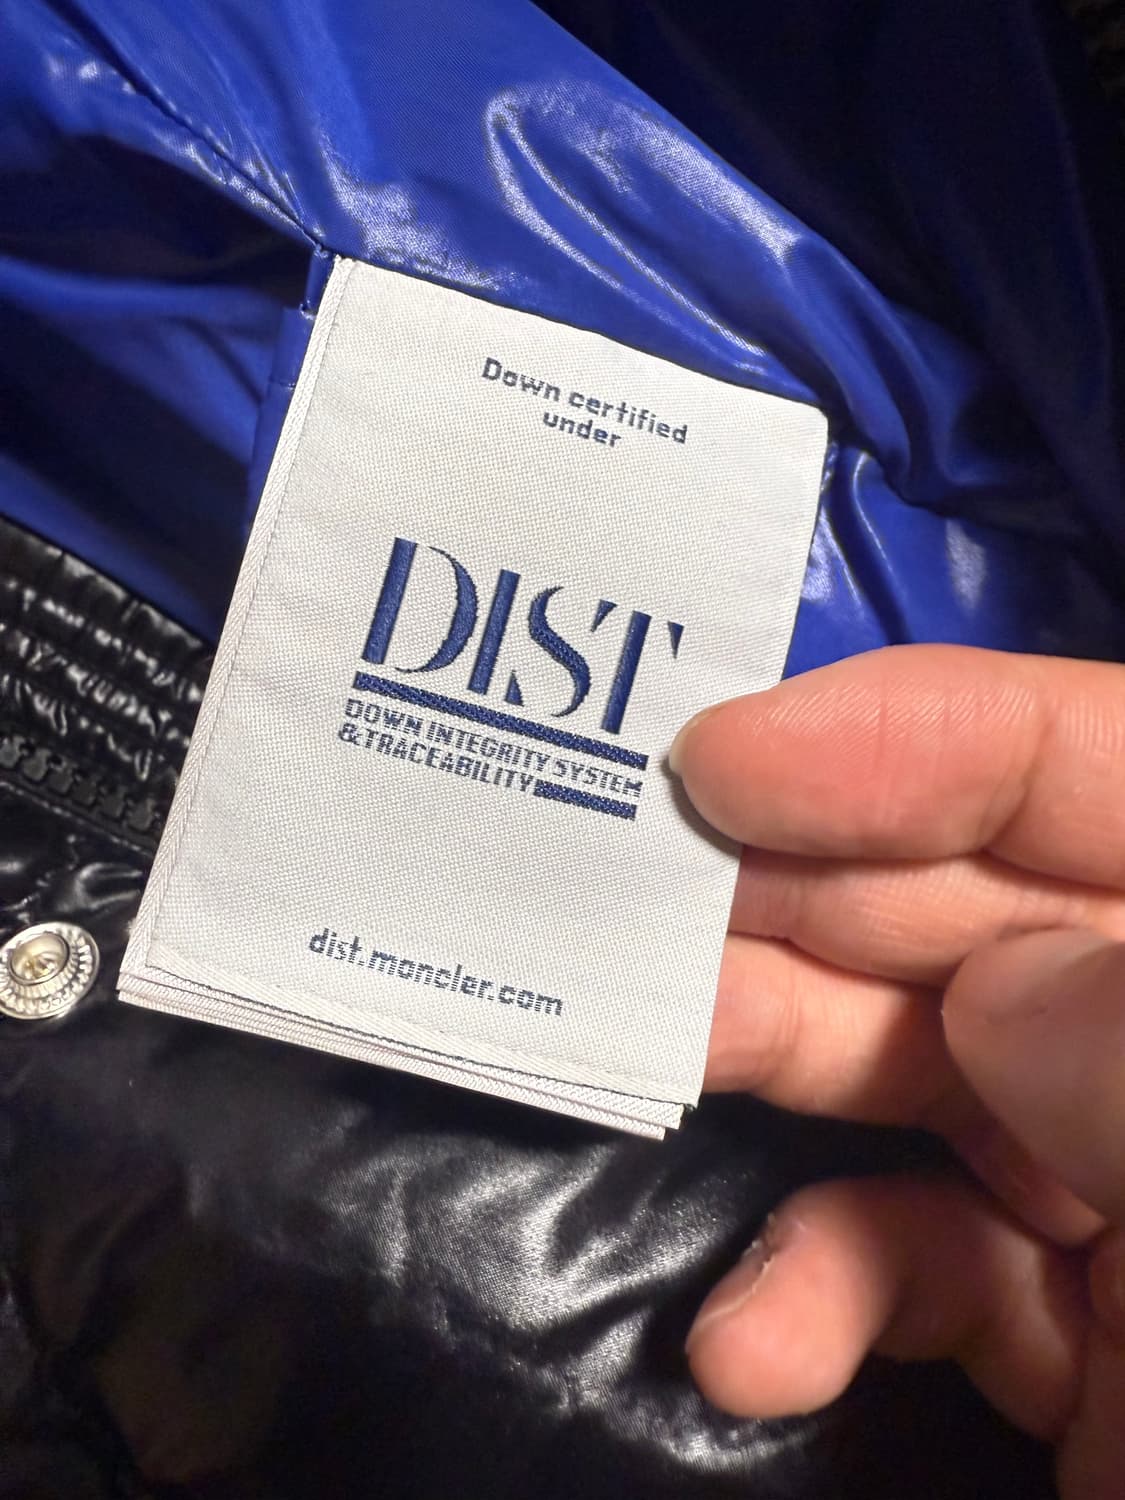 Down certified
under
DIST
DOWN INTEGRITY SYSTEM
&TRACEABILITY
dist.moncler.com